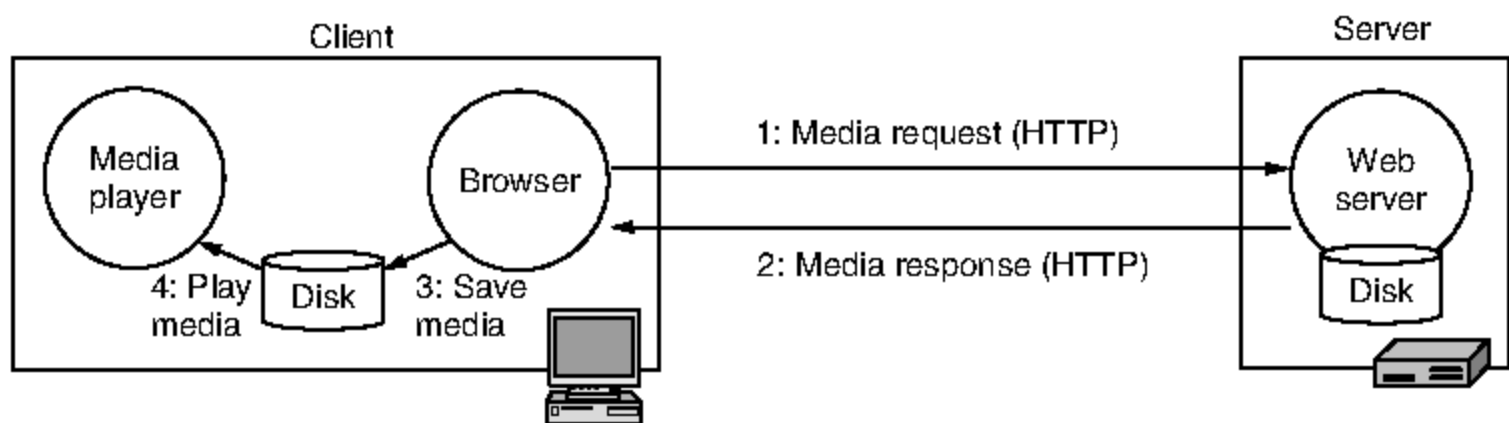 Client
Server
Media
player
Browser
1: Media request (HTTP)
Web
server
2: Media response (HTTP)
4: Play
media
Disk
3: Save
media
Disk